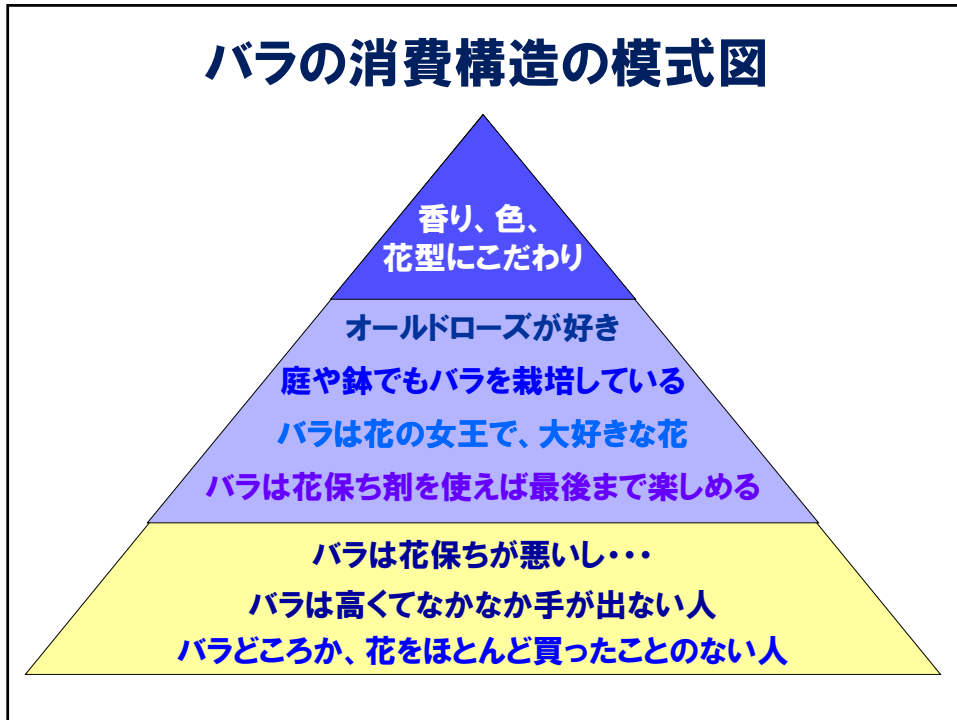 バラの消費構造の模式図
香り、色、
花型にこだわり
オールドローズが好き
庭や鉢でもバラを栽培している
バラは花の女王で、大好きな花
バラは花保ち剤を使えば最後まで楽しめる
バラは花保ちが悪いし・・・
バラは高くてなかなか手が出ない人
バラどころか、花をほとんど買ったことのない人